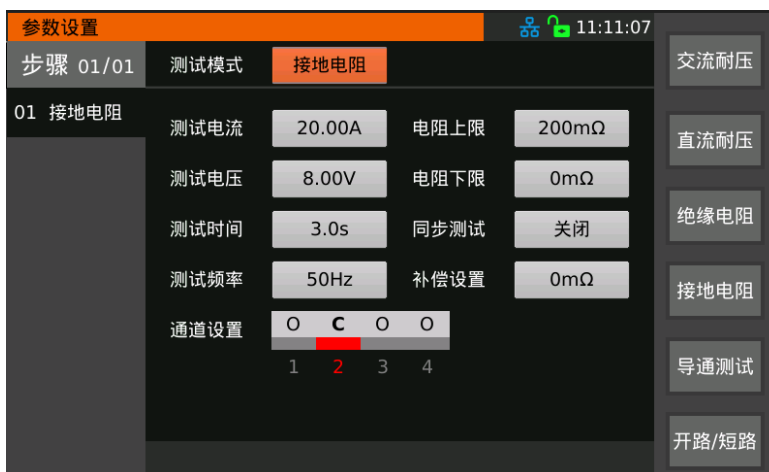 参数设置 11:11:07
步骤 01/01 测试模式 接地电阻
01 接地电阻
测试电流 20.00A 电阻上限 200mΩ
测试电压 8.00V 电阻下限 0mΩ
测试时间 3.0s 同步测试 关闭
测试频率 50Hz 补偿设置 0mΩ
通道设置 O C O O
1 2 3 4
交流耐压
直流耐压
绝缘电阻
接地电阻
导通测试
开路/短路